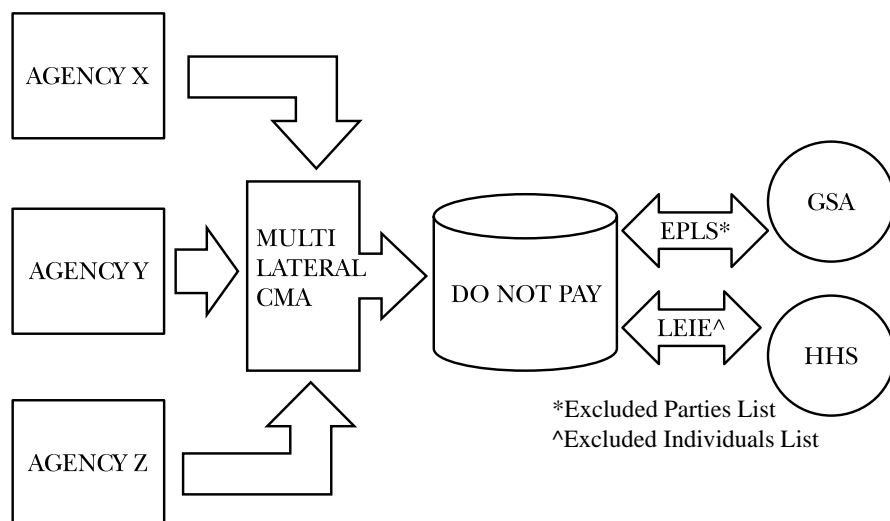 AGENCY X
AGENCY Y
AGENCY Z
MULTI
LATERAL
CMA
DO NOT PAY
EPLS*
LEIE^
GSA
HHS
*Excluded Parties List
^Excluded Individuals List